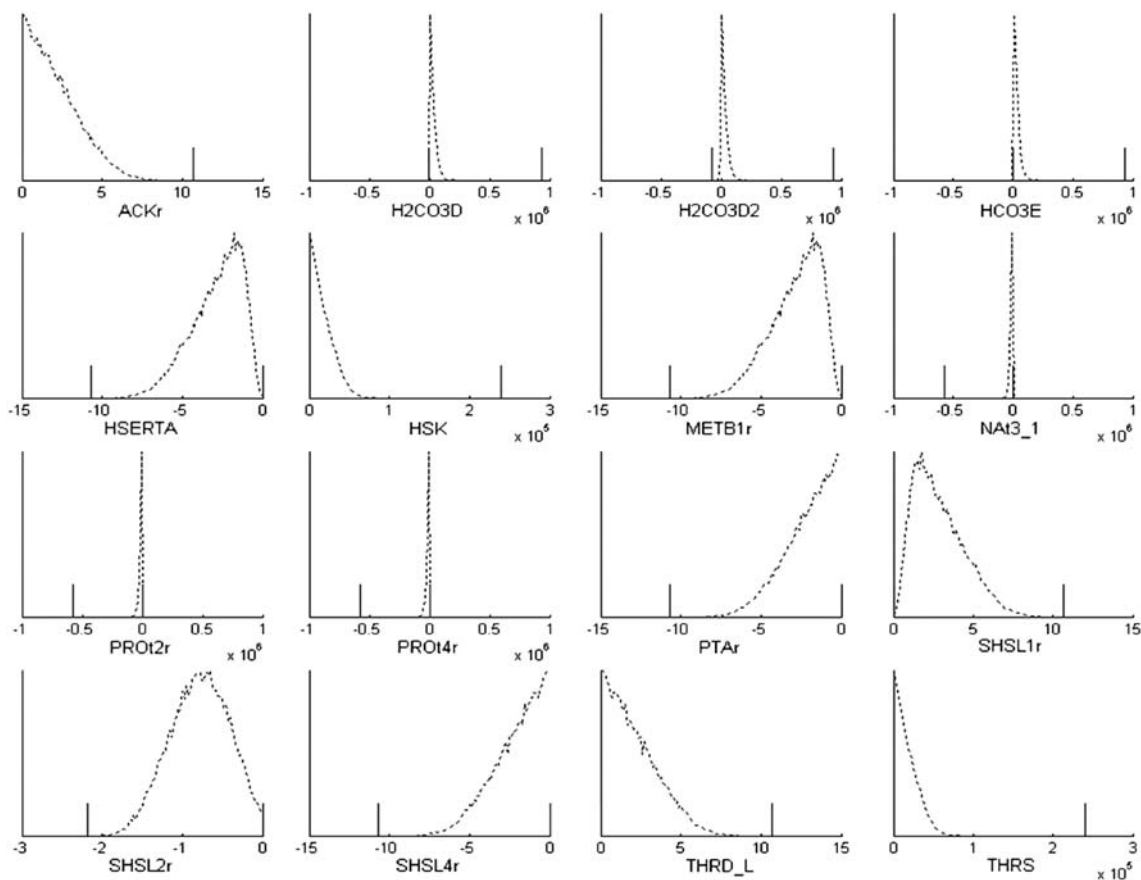 0 5 10 15 -1 -0.5 0 0.5 1 -1 -0.5 0 0.5 1 -1 -0.5 0 0.5 1
ACKr H2CO3D x 10^6 H2CO3D2 x 10^6 HCO3E x 10^6
-15 -10 -5 0 0 1 2 3 -15 -10 -5 0 -1 -0.5 0 0.5 1
HSERTA HSK x 10^5 METB1r NAt3_1 x 10^6
-1 -0.5 0 0.5 1 -1 -0.5 0 0.5 1 -15 -10 -5 0 0 5 10 15
PROt2r x 10^6 PROt4r x 10^6 PTAr SHSL1r
-3 -2 -1 0 -15 -10 -5 0 0 5 10 15 0 1 2 3
SHSL2r SHSL4r THRD_L THRS x 10^5